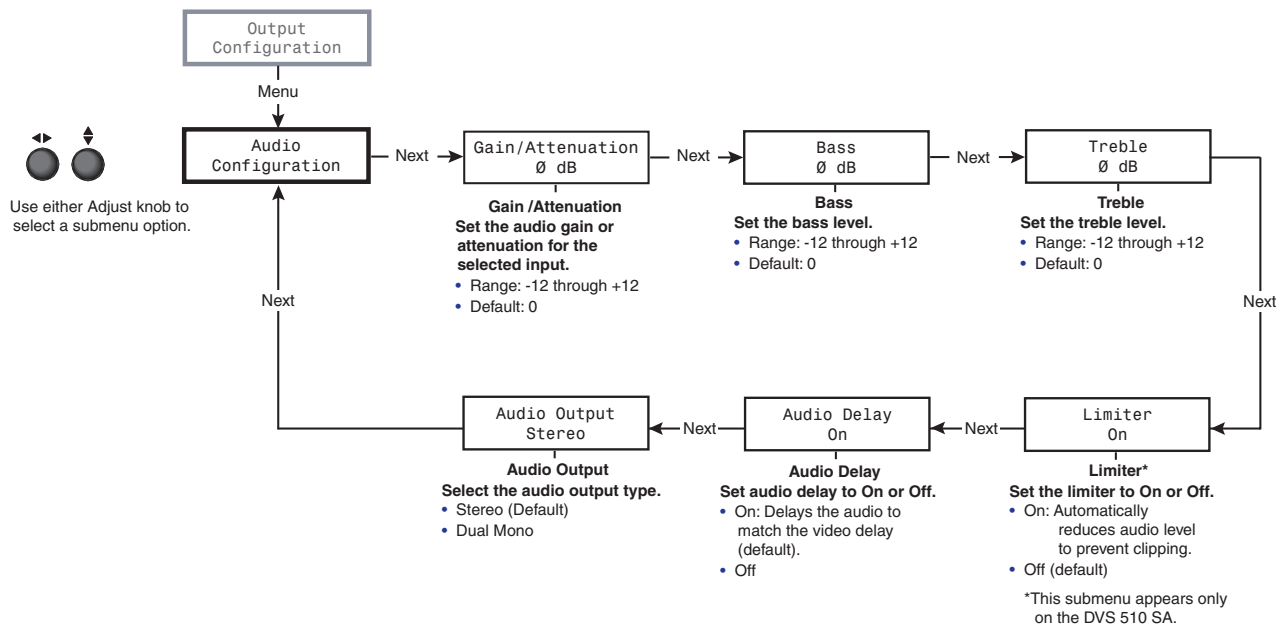 Output
Configuration
Menu
Use either Adjust knob to
select a submenu option.
Audio
Configuration
Next
Gain/Attenuation
Ø dB
Gain /Attenuation
Set the audio gain or
attenuation for the
selected input.
• Range: -12 through +12
• Default: 0
Next
Bass
Ø dB
Bass
Set the bass level.
• Range: -12 through +12
• Default: 0
Next
Treble
Ø dB
Treble
Set the treble level.
• Range: -12 through +12
• Default: 0
Next
Limiter
On
Limiter*
Set the limiter to On or Off.
• On: Automatically
reduces audio level
to prevent clipping.
• Off (default)
*This submenu appears only
on the DVS 510 SA.
Next
Audio Delay
On
Audio Delay
Set audio delay to On or Off.
• On: Delays the audio to
match the video delay
(default).
• Off
Next
Audio Output
Stereo
Audio Output
Select the audio output type.
• Stereo (Default)
• Dual Mono
Next